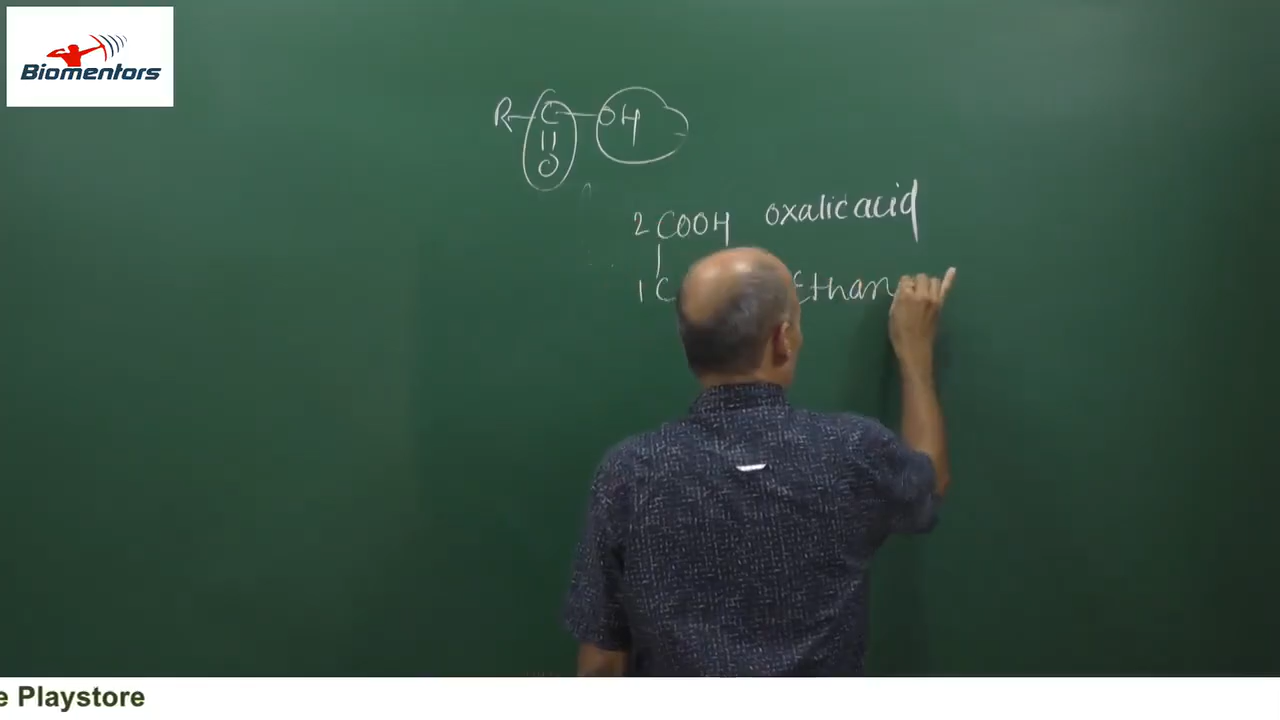 Biomentors
R-C-OH
||
O
2 COOH oxalic acid
|
1 C Ethan
e Playstore